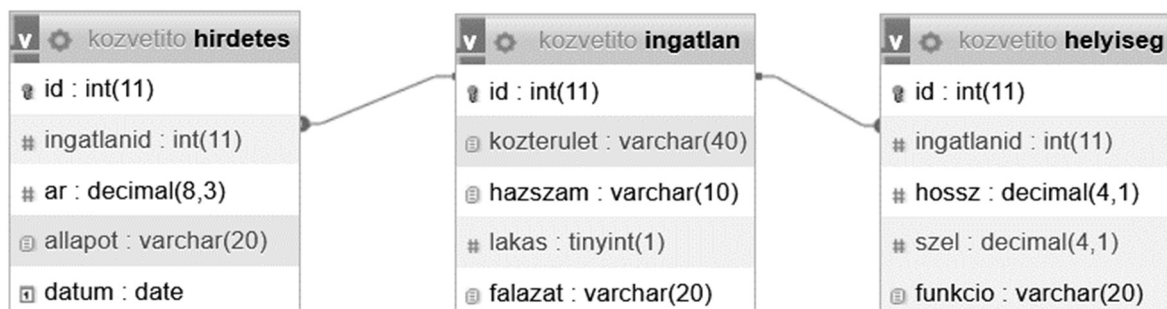 kozvetito hirdetes
id : int(11)
ingatlanid : int(11)
ar : decimal(8,3)
allapot : varchar(20)
datum : date
kozvetito ingatlan
id : int(11)
kozterulet : varchar(40)
hazszam : varchar(10)
lakas : tinyint(1)
falazat : varchar(20)
kozvetito helyiseg
id : int(11)
ingatlanid : int(11)
hossz : decimal(4,1)
szel : decimal(4,1)
funkcio : varchar(20)